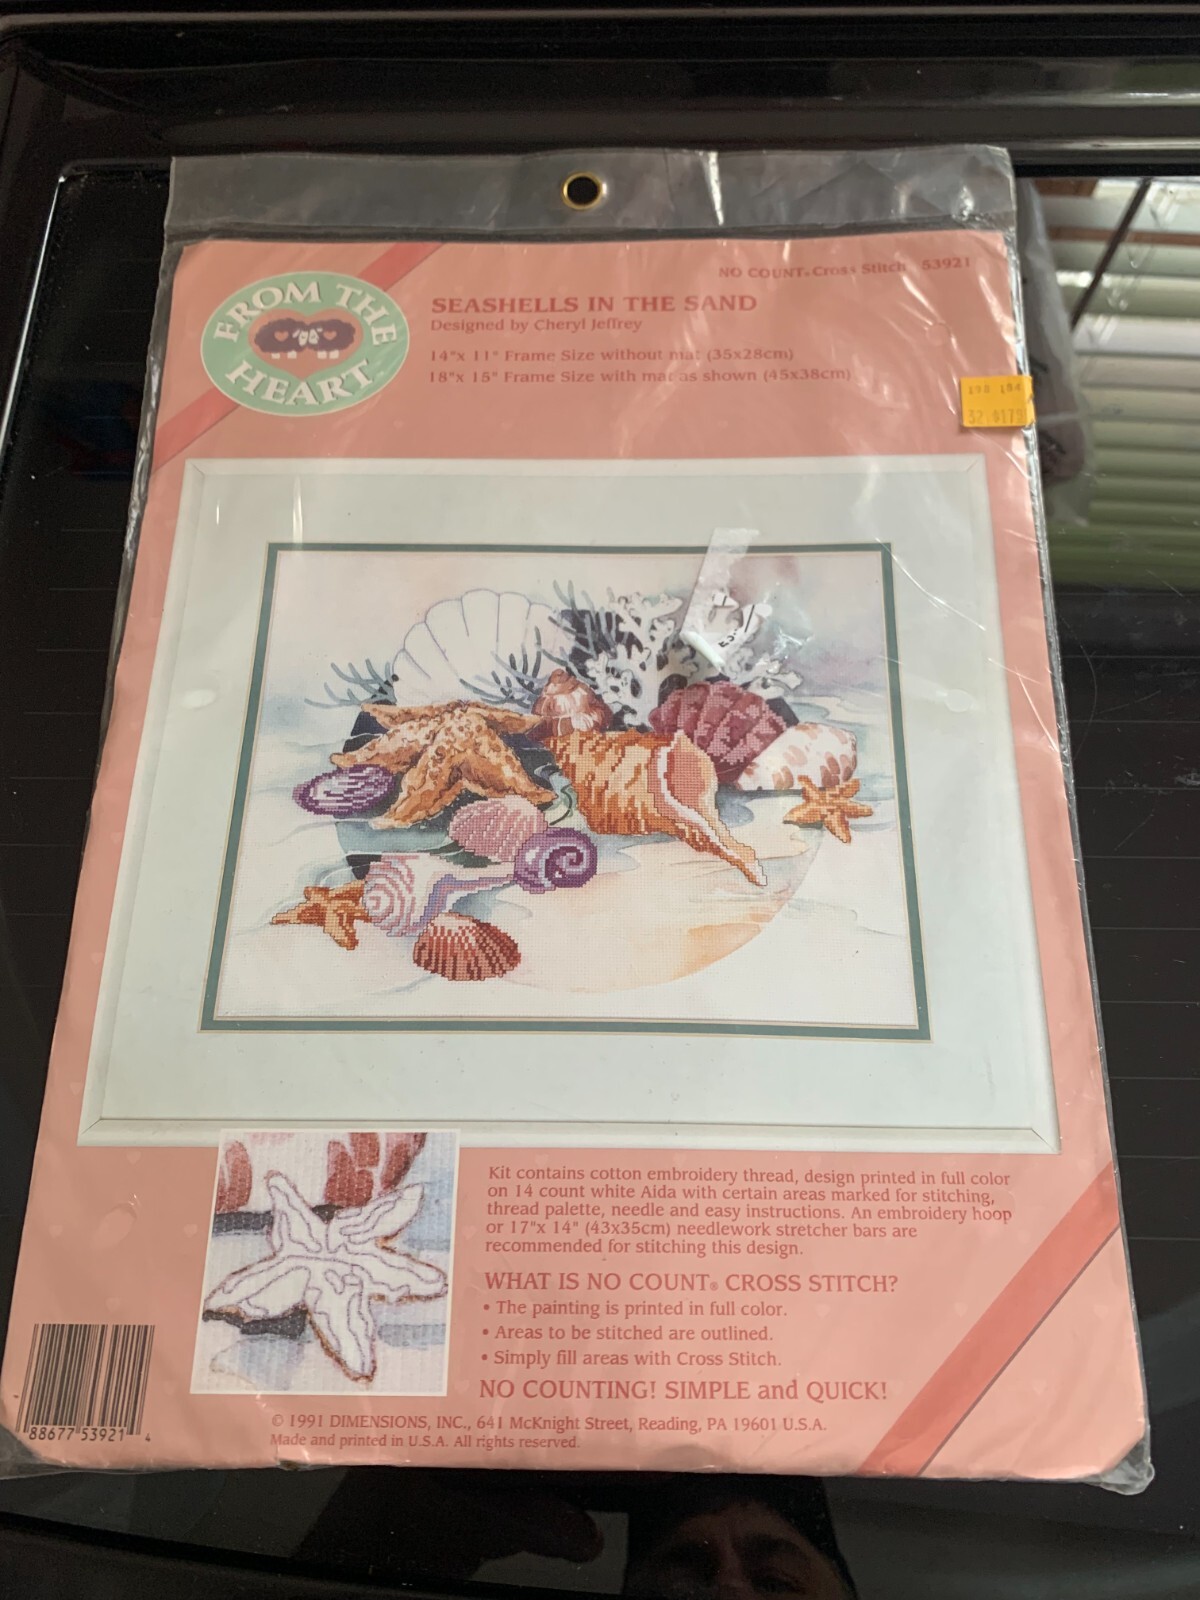 FROM THE
HEART
NO COUNT® Cross Stitch 53921
SEASHELLS IN THE SAND
Designed by Cheryl Jeffrey
14"x 11" Frame Size without mat (35x28cm)
18"x 15" Frame Size with mat as shown (45x38cm)
Kit contains cotton embroidery thread, design printed in full color
on 14 count white Aida with certain areas marked for stitching,
thread palette, needle and easy instructions. An embroidery hoop
or 17"x 14" (43x35cm) needlework stretcher bars are
recommended for stitching this design.
WHAT IS NO COUNT® CROSS STITCH?
• The painting is printed in full color.
• Areas to be stitched are outlined.
• Simply fill areas with Cross Stitch.
NO COUNTING! SIMPLE and QUICK!
© 1991 DIMENSIONS, INC., 641 McKnight Street, Reading, PA 19601 U.S.A.
Made and printed in U.S.A. All rights reserved.
88677 53921 4